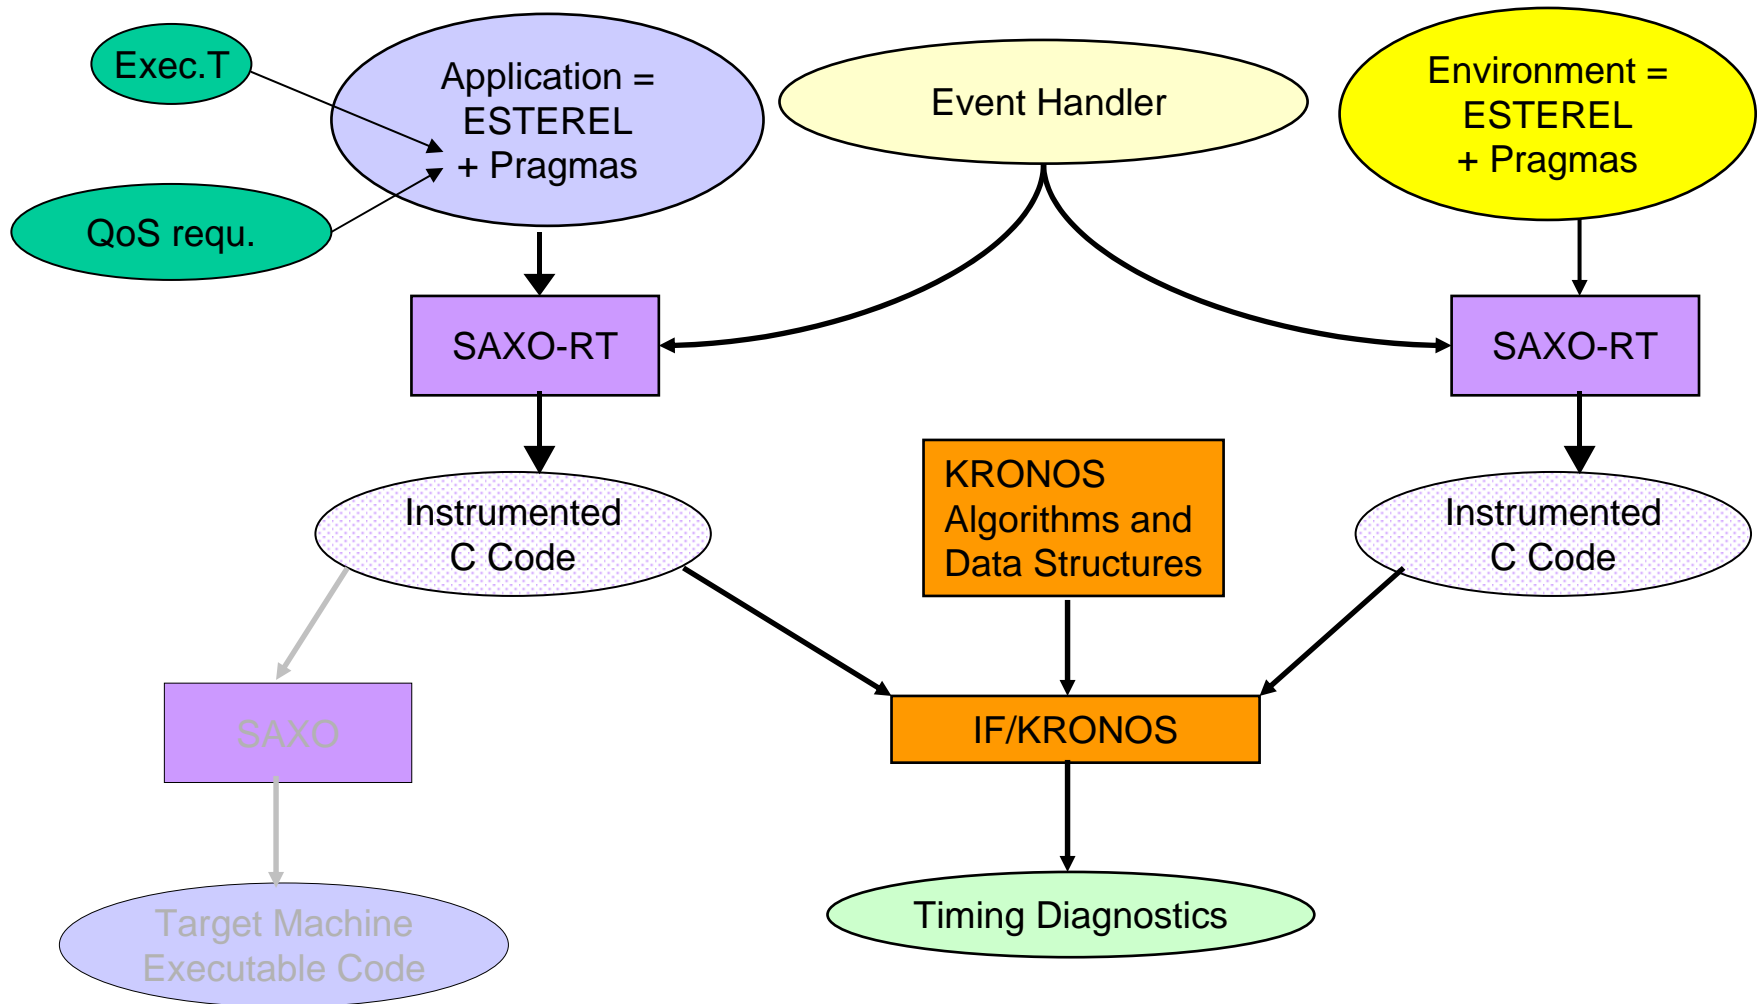 Exec.T
Application =
ESTEREL
+ Pragmas
Event Handler
Environment =
ESTEREL
+ Pragmas
QoS requ.
SAXO-RT
SAXO-RT
Instrumented
C Code
KRONOS
Algorithms and
Data Structures
Instrumented
C Code
SAXO
IF/KRONOS
Target Machine
Executable Code
Timing Diagnostics